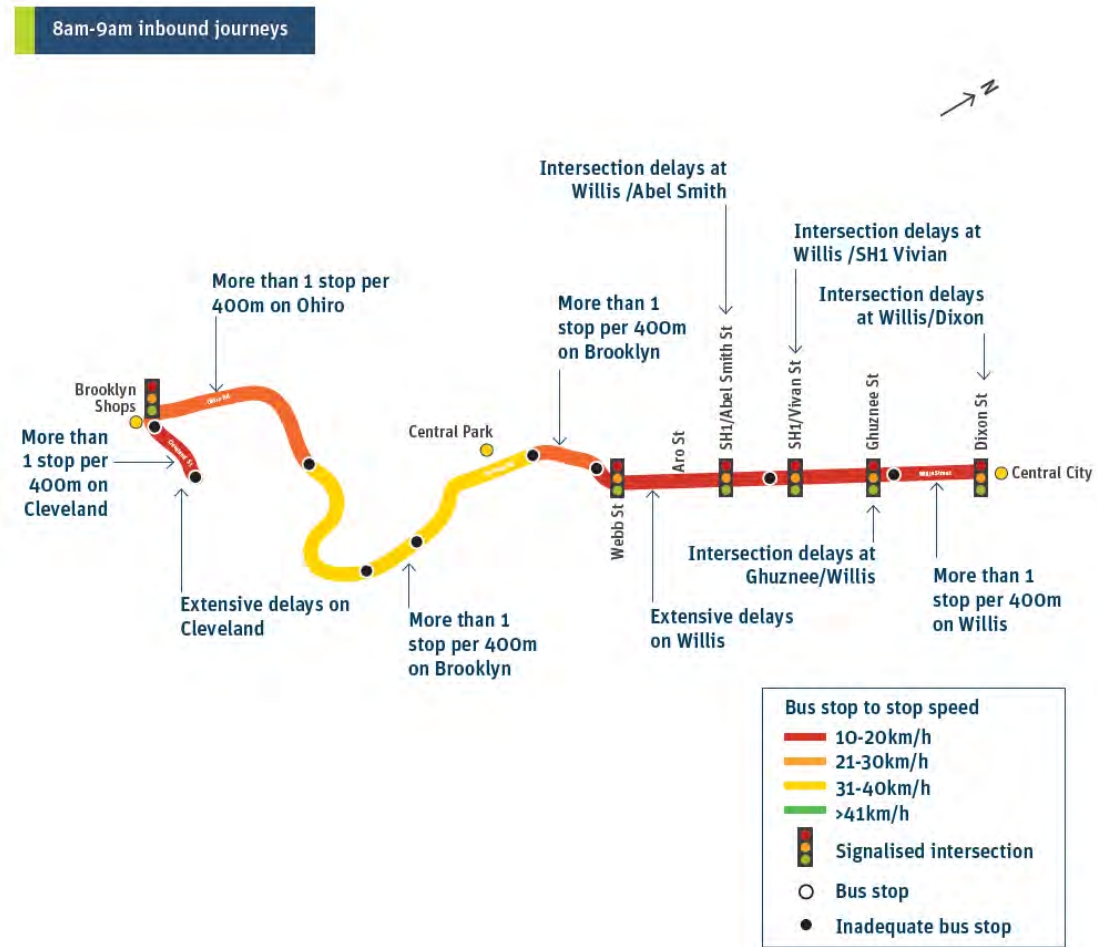 8am-9am inbound journeys
N
Intersection delays at
Willis /Abel Smith
Intersection delays at
Willis /SH1 Vivian
Intersection delays
at Willis/Dixon
More than 1 stop per
400m on Ohiro
More than 1
stop per 400m
on Brooklyn
Brooklyn
Shops
Ohiro Rd
Central Park
More than
1 stop per
400m on
Cleveland
Cleveland St
Webb St
Aro St
SH1/Abel Smith St
SH1/Vivan St
Ghuznee St
Dixon St
Willis Street
Central City
Extensive delays on
Cleveland
More than 1
stop per 400m
on Brooklyn
Extensive delays
on Willis
Intersection delays at
Ghuznee/Willis
More than 1
stop per 400m
on Willis
Bus stop to stop speed
10-20km/h
21-30km/h
31-40km/h
>41km/h
Signalised intersection
Bus stop
Inadequate bus stop